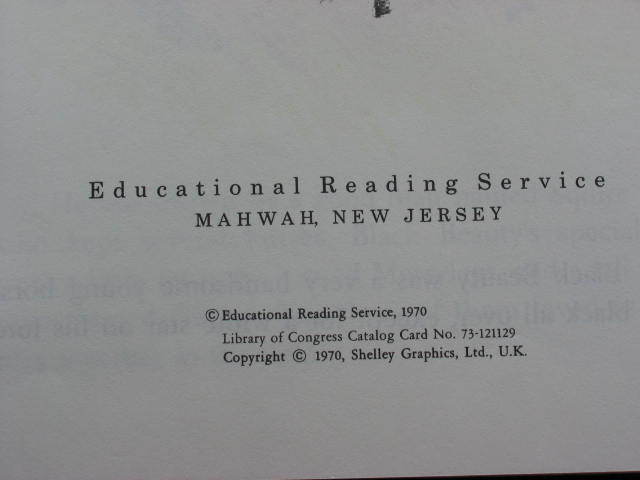 Educational Reading Service
MAHWAH, NEW JERSEY
© Educational Reading Service, 1970
Library of Congress Catalog Card No. 73-121129
Copyright © 1970, Shelley Graphics, Ltd., U.K.